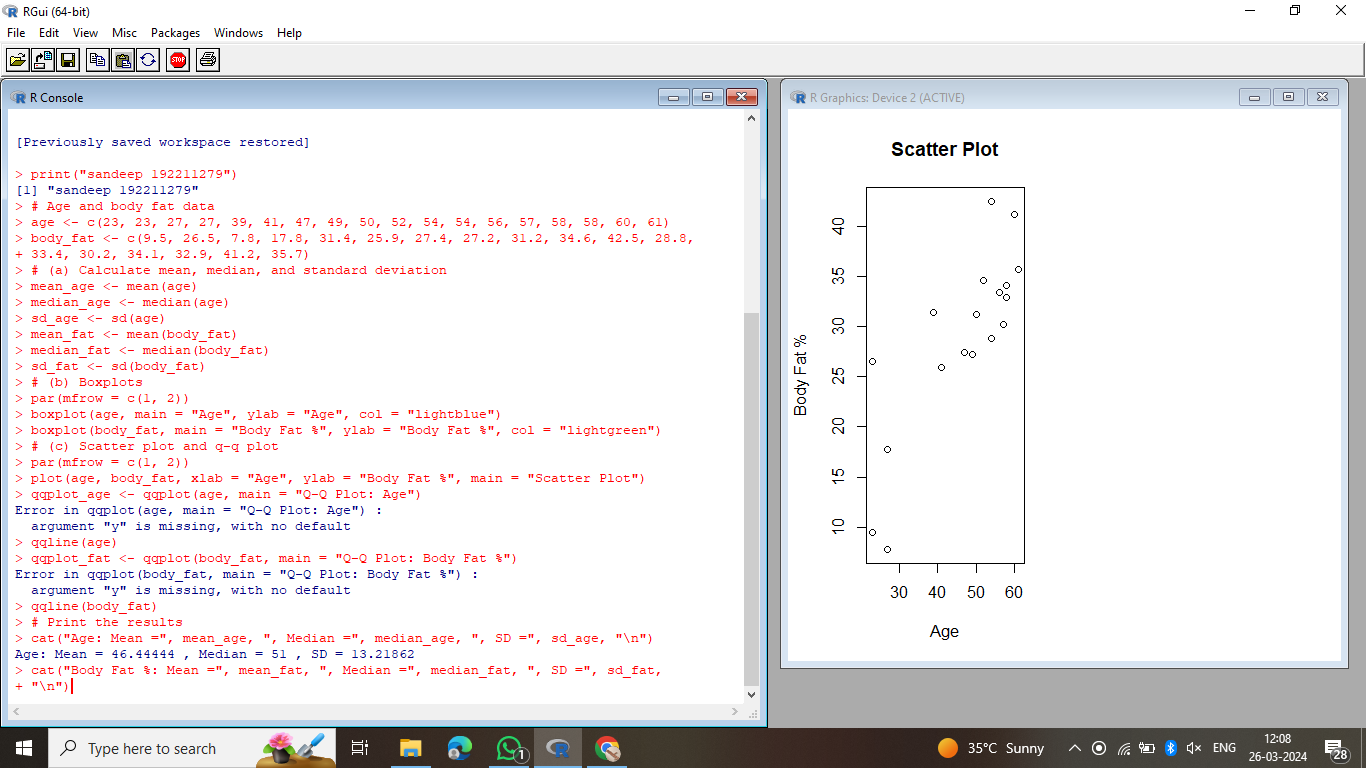 RGui (64-bit)
File Edit View Misc Packages Windows Help
STOP
R Console
[Previously saved workspace restored]
> print("sandeep 192211279")
[1] "sandeep 192211279"
> # Age and body fat data
> age <- c(23, 23, 27, 27, 39, 41, 47, 49, 50, 52, 54, 54, 56, 57, 58, 58, 60, 61)
> body_fat <- c(9.5, 26.5, 7.8, 17.8, 31.4, 25.9, 27.4, 27.2, 31.2, 34.6, 42.5, 28.8,
+ 33.4, 30.2, 34.1, 32.9, 41.2, 35.7)
> # (a) Calculate mean, median, and standard deviation
> mean_age <- mean(age)
> median_age <- median(age)
> sd_age <- sd(age)
> mean_fat <- mean(body_fat)
> median_fat <- median(body_fat)
> sd_fat <- sd(body_fat)
> # (b) Boxplots
> par(mfrow = c(1, 2))
> boxplot(age, main = "Age", ylab = "Age", col = "lightblue")
> boxplot(body_fat, main = "Body Fat %", ylab = "Body Fat %", col = "lightgreen")
> # (c) Scatter plot and q-q plot
> par(mfrow = c(1, 2))
> plot(age, body_fat, xlab = "Age", ylab = "Body Fat %", main = "Scatter Plot")
> qqplot_age <- qqplot(age, main = "Q-Q Plot: Age")
Error in qqplot(age, main = "Q-Q Plot: Age") :
  argument "y" is missing, with no default
> qqline(age)
> qqplot_fat <- qqplot(body_fat, main = "Q-Q Plot: Body Fat %")
Error in qqplot(body_fat, main = "Q-Q Plot: Body Fat %") :
  argument "y" is missing, with no default
> qqline(body_fat)
> # Print the results
> cat("Age: Mean =", mean_age, ", Median =", median_age, ", SD =", sd_age, "\n")
Age: Mean = 46.44444 , Median = 51 , SD = 13.21862
> cat("Body Fat %: Mean =", mean_fat, ", Median =", median_fat, ", SD =", sd_fat,
+ "\n")
R Graphics: Device 2 (ACTIVE)
Scatter Plot
Body Fat %
40
35
30
25
20
15
10
30 40 50 60
Age
Type here to search
1
35°C Sunny
ENG
12:08
26-03-2024
28